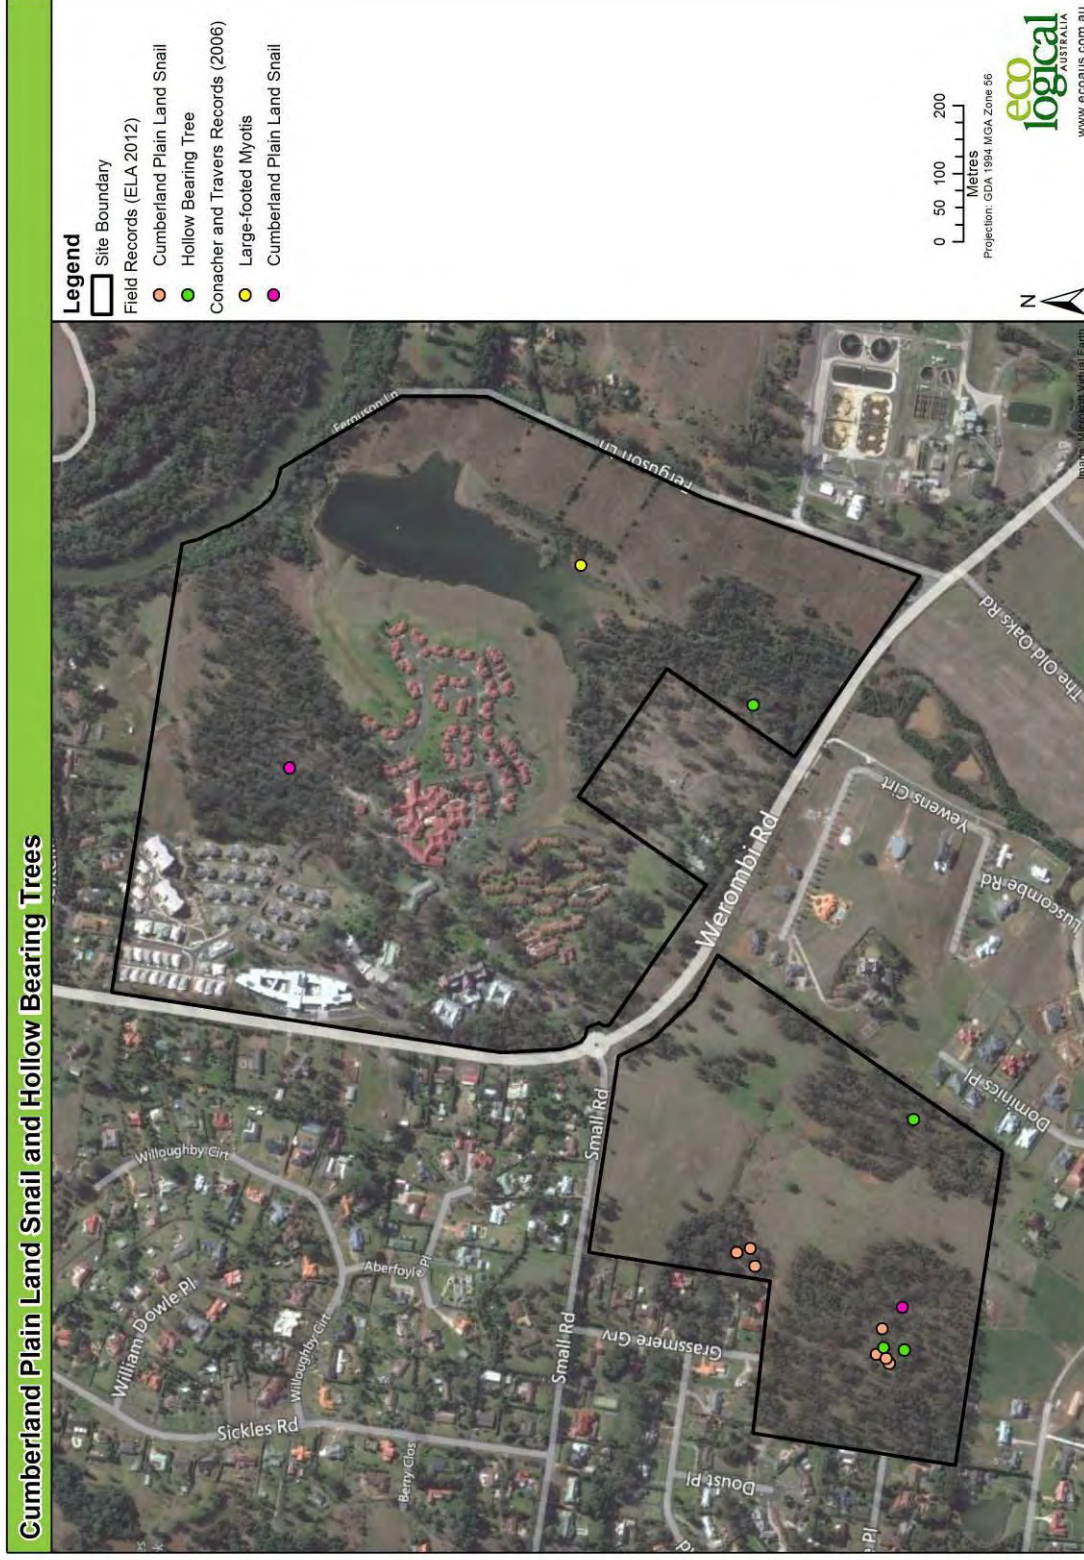 Cumberland Plain Land Snail and Hollow Bearing Trees
Legend
Site Boundary
Field Records (ELA 2012)
Cumberland Plain Land Snail
Hollow Bearing Tree
Conacher and Travers Records (2006)
Large-footed Myotis
Cumberland Plain Land Snail
William Dowle Pl
Willoughby Cirt
Aberfoyle Pl
Willoughby Cirt
Sickles Rd
Berry Clos
Small Rd
Small Rd
Grassmere Grv
Doust Pl
Ferguson Ln
Ferguson Ln
Werombi Rd
The Old Oaks Rd
Yewens Cirt
Luscombe Rd
Dominics Pl
N
0 50 100 200
Metres
Projection: GDA 1994 MGA Zone 56
eco
logical
AUSTRALIA
www.ecoaus.com.au